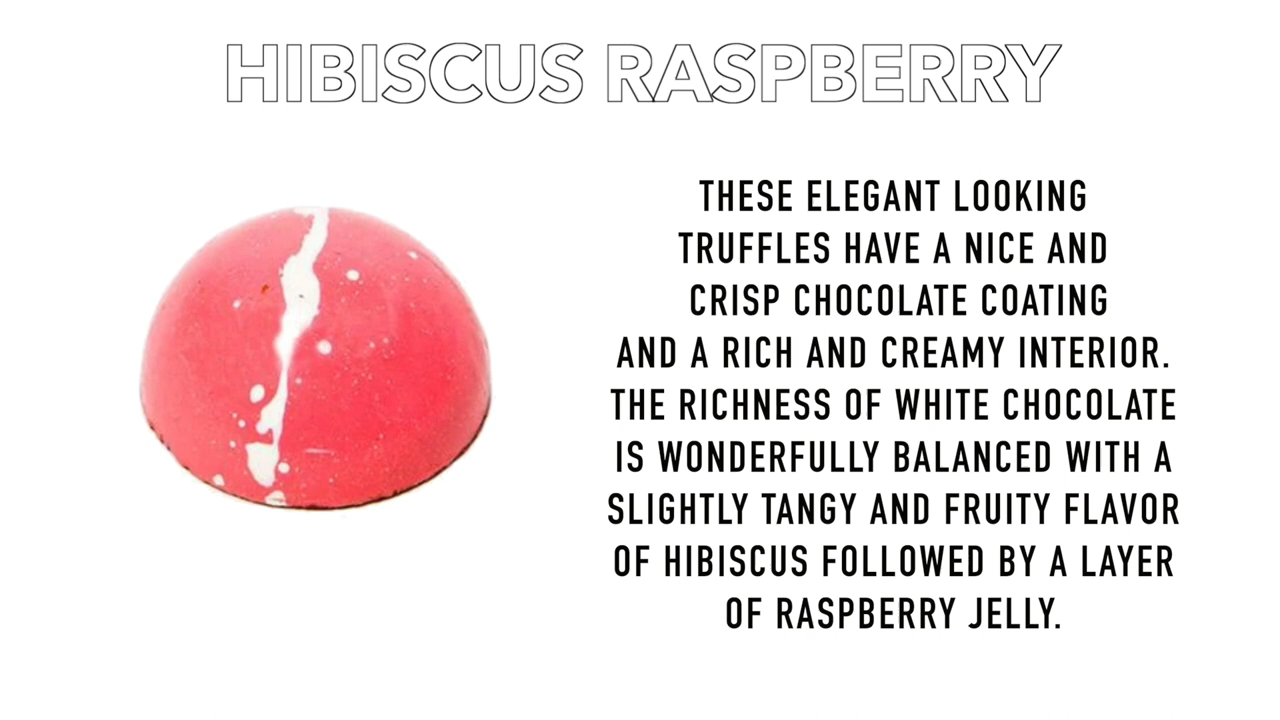 HIBISCUS RASPBERRY
THESE ELEGANT LOOKING
TRUFFLES HAVE A NICE AND
CRISP CHOCOLATE COATING
AND A RICH AND CREAMY INTERIOR.
THE RICHNESS OF WHITE CHOCOLATE
IS WONDERFULLY BALANCED WITH A
SLIGHTLY TANGY AND FRUITY FLAVOR
OF HIBISCUS FOLLOWED BY A LAYER
OF RASPBERRY JELLY.